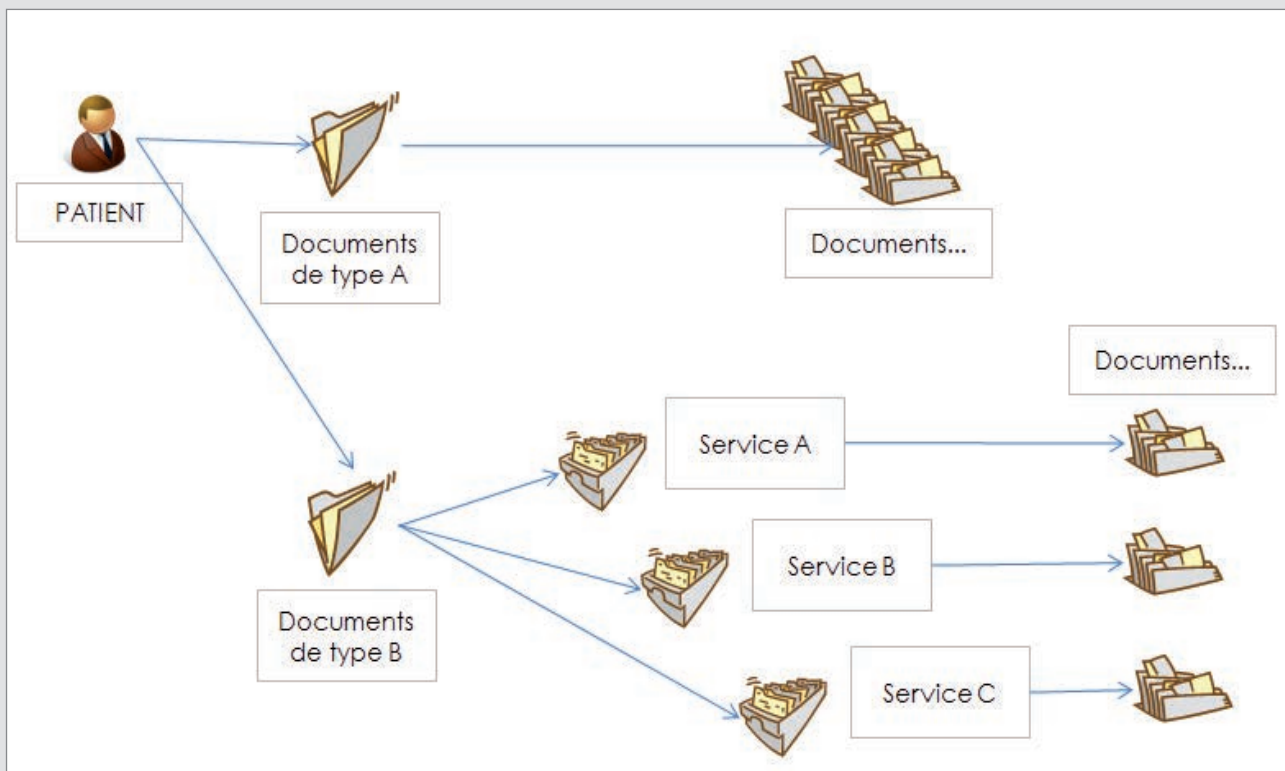 PATIENT
Documents
de type A
Documents...
Documents...
Service A
Service B
Documents
de type B
Service C